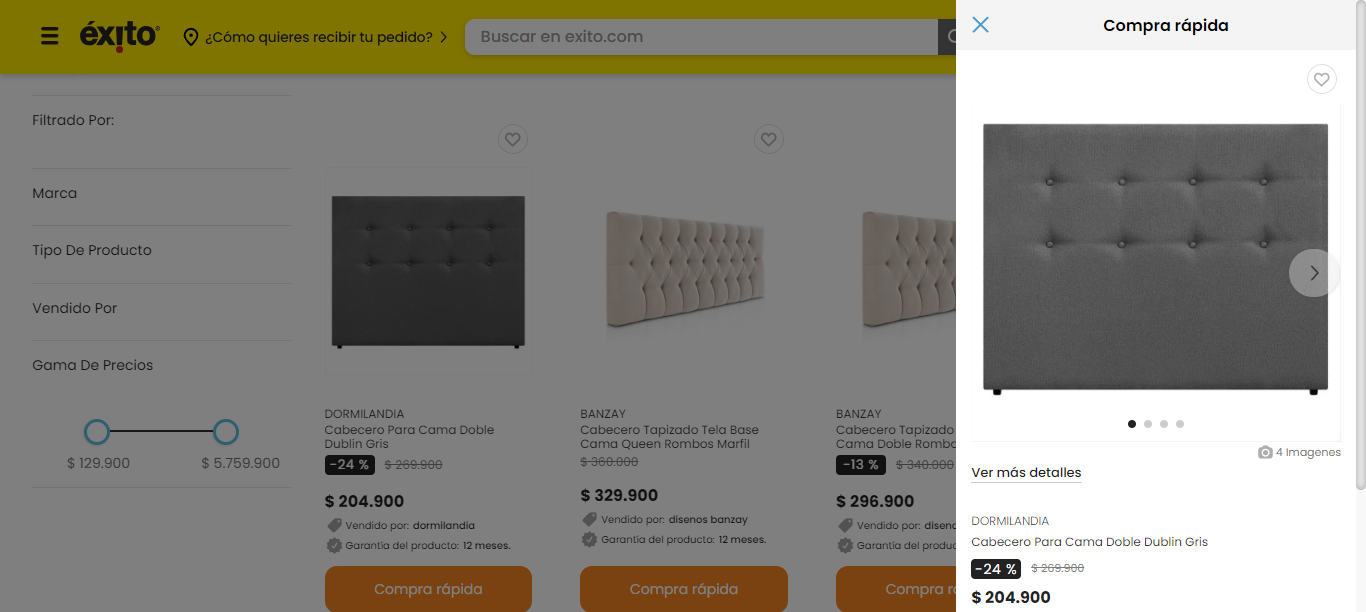 éxito
¿Cómo quieres recibir tu pedido?
Buscar en exito.com
Filtrado Por:
Marca
Tipo De Producto
Vendido Por
Gama De Precios
$ 129.900
$ 5.759.900
DORMILANDIA
Cabecero Para Cama Doble
Dublin Gris
-24 % $ 269.900
$ 204.900
Vendido por: dormilandia
Garantía del producto: 12 meses.
Compra rápida
BANZAY
Cabecero Tapizado Tela Base
Cama Queen Rombos Marfil
$ 360.000
$ 329.900
Vendido por: disenos banzay
Garantía del producto: 12 meses.
Compra rápida
BANZAY
Cabecero Tapizado
Cama Doble Rombo
-13 % $ 340.000
$ 296.900
Vendido por: disen
Garantía del produc
Compra r
Compra rápida
4 Imagenes
Ver más detalles
DORMILANDIA
Cabecero Para Cama Doble Dublin Gris
-24 % $ 269.900
$ 204.900